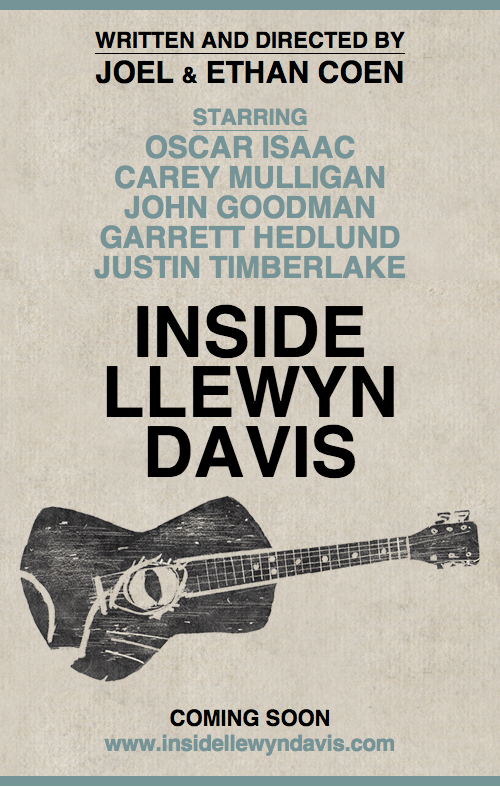 WRITTEN AND DIRECTED BY
JOEL & ETHAN COEN
STARRING
OSCAR ISAAC
CAREY MULLIGAN
JOHN GOODMAN
GARRETT HEDLUND
JUSTIN TIMBERLAKE
INSIDE
LLEWYN
DAVIS
COMING SOON
www.insidellewyndavis.com